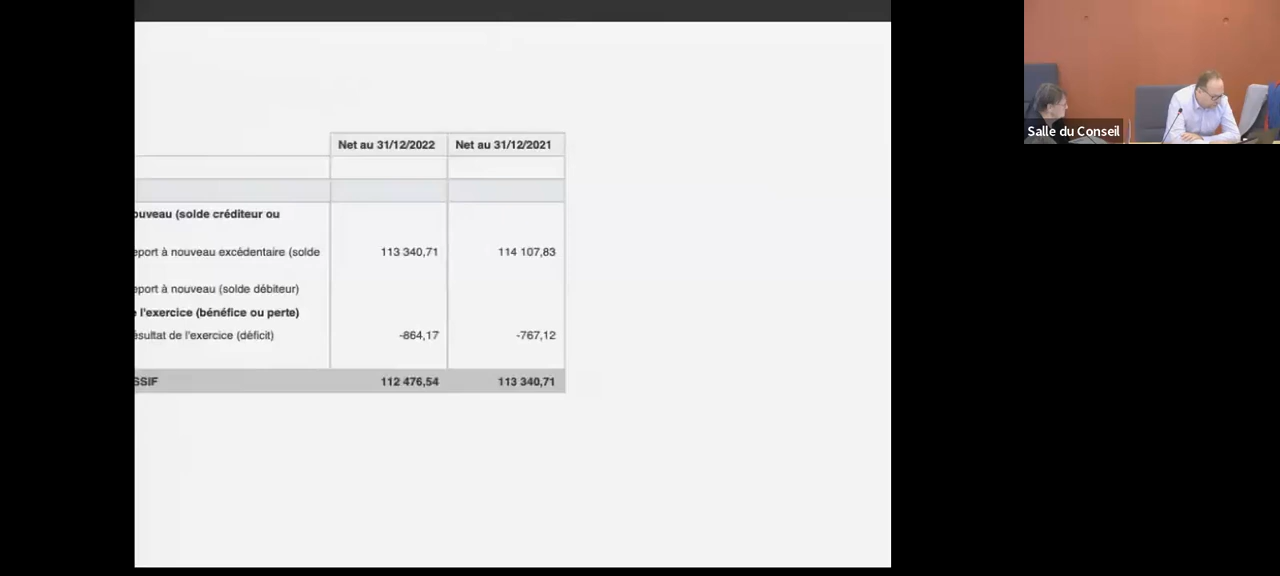 Net au 31/12/2022 Net au 31/12/2021
ouveau (solde créditeur ou
eport à nouveau excédentaire (solde 113 340,71 114 107,83
eport à nouveau (solde débiteur)
e l'exercice (bénéfice ou perte)
ésultat de l'exercice (déficit) -864,17 -767,12
SSIF 112 476,54 113 340,71
Salle du Conseil